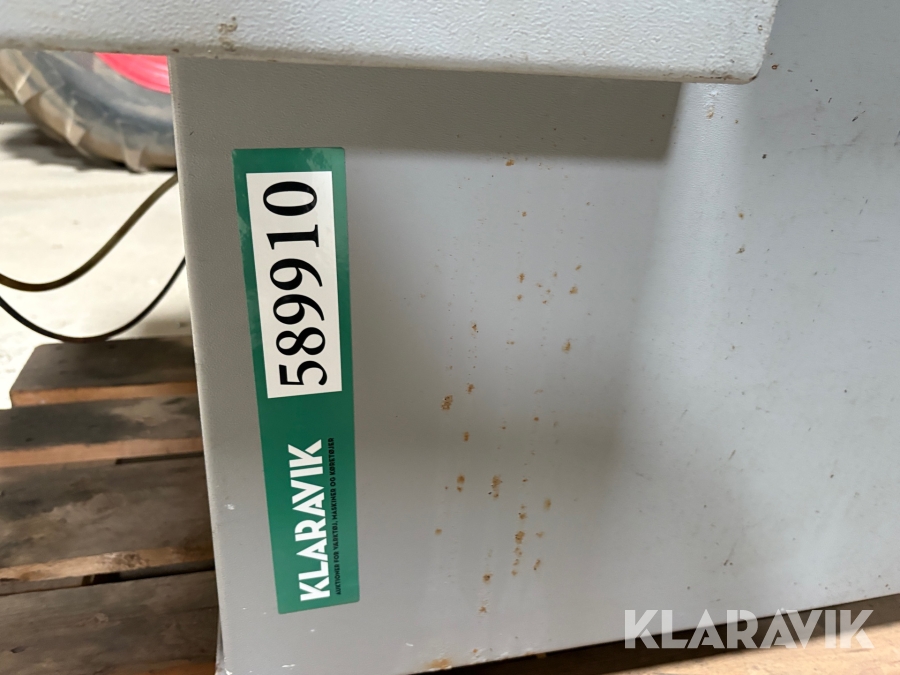 KLARAVIK
AUKTIONER FOR VÆRKTØJ, MASKINER OG KØRETØJER
589910
KLARAVIK